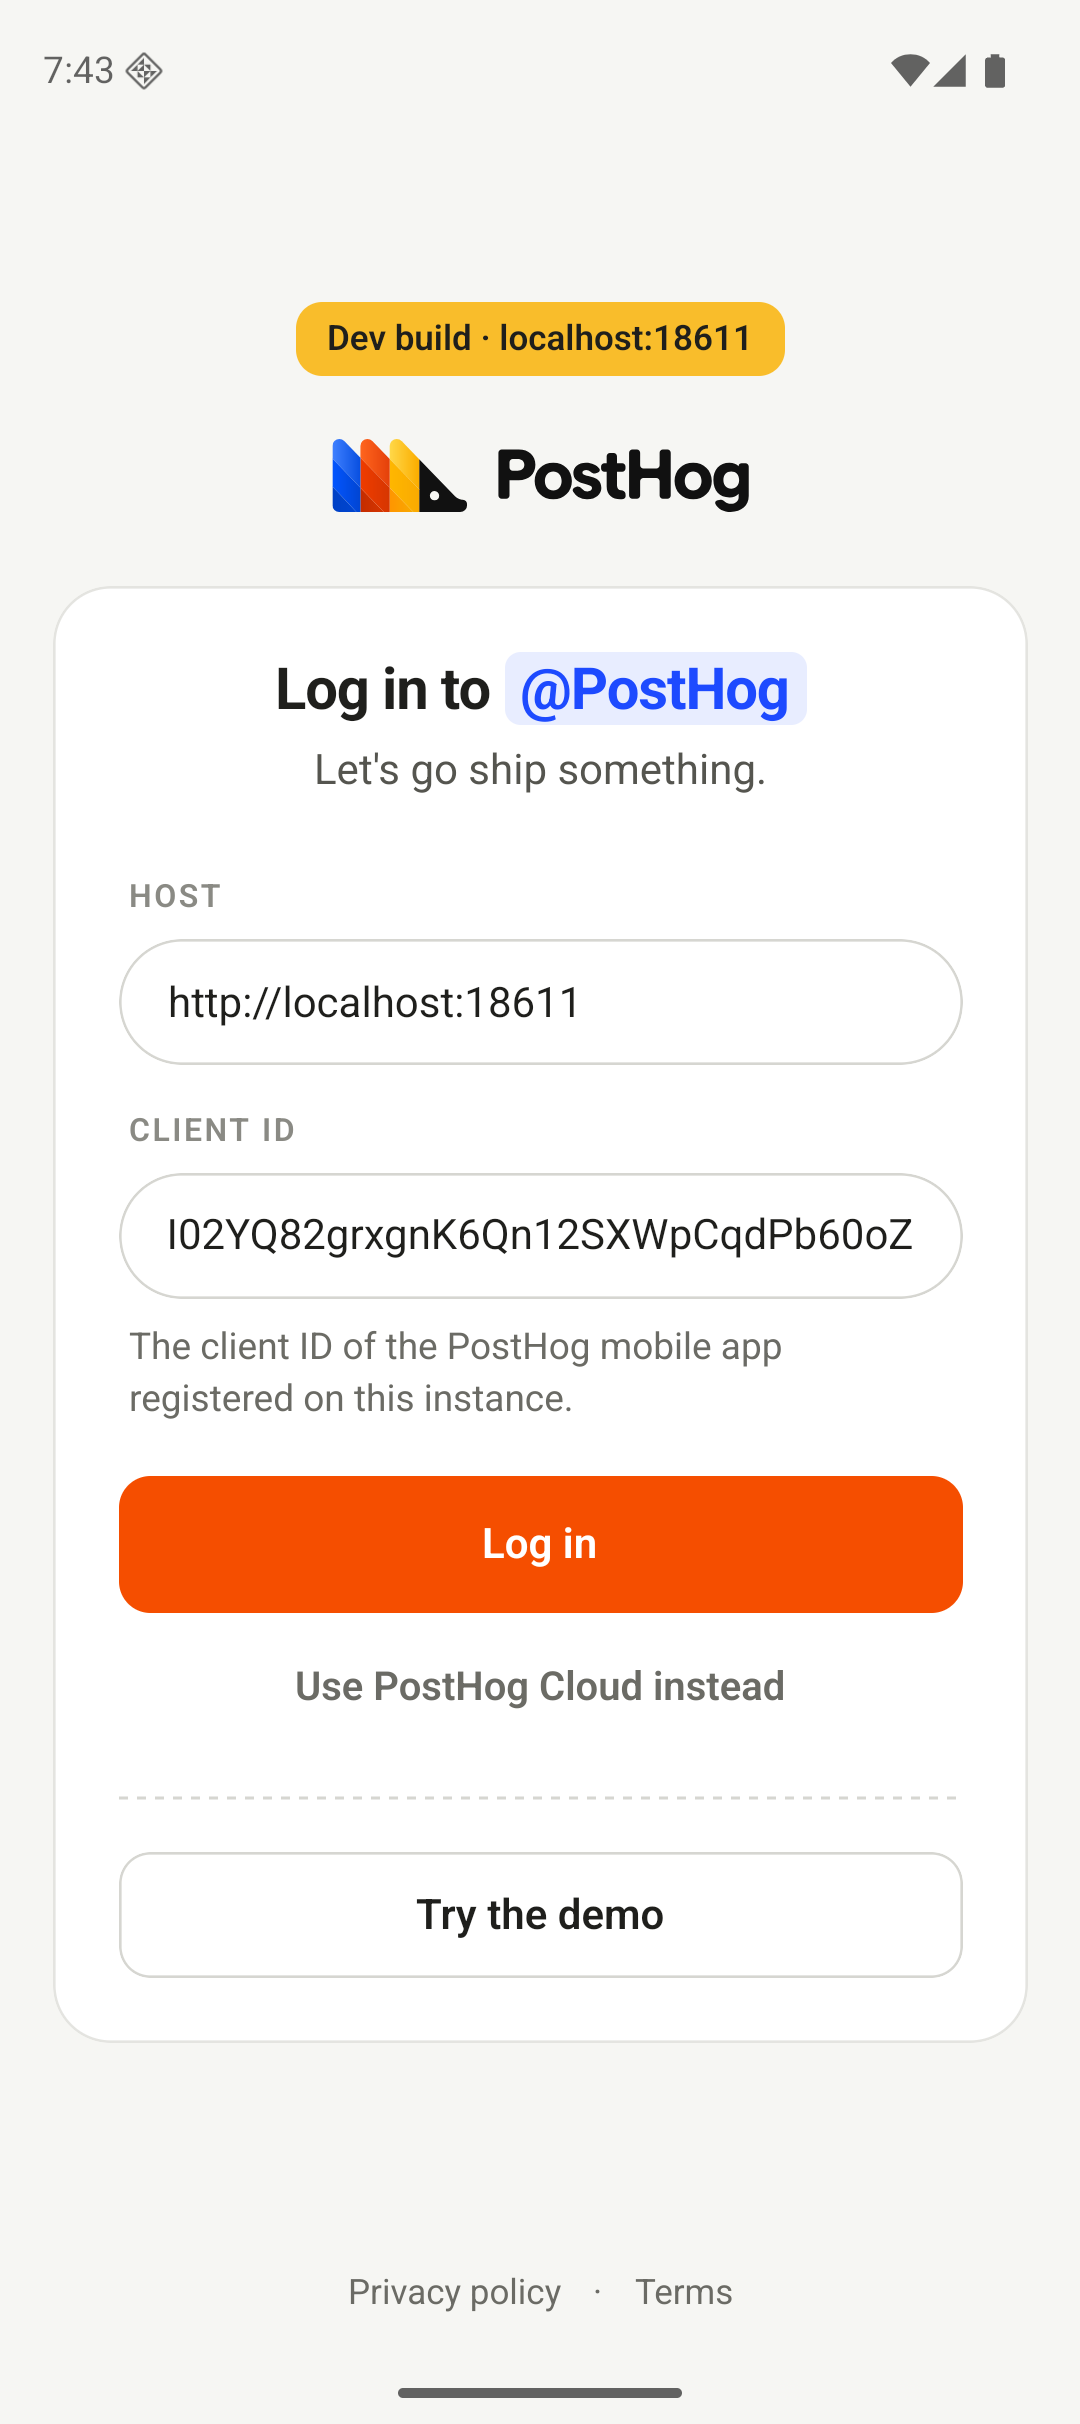 7:43
Dev build · localhost:18611
PostHog
Log in to @PostHog
Let's go ship something.
HOST
http://localhost:18611
CLIENT ID
I02YQ82grxgnK6Qn12SXWpCqdPb60oZ
The client ID of the PostHog mobile app
registered on this instance.
Log in
Use PostHog Cloud instead
Try the demo
Privacy policy · Terms